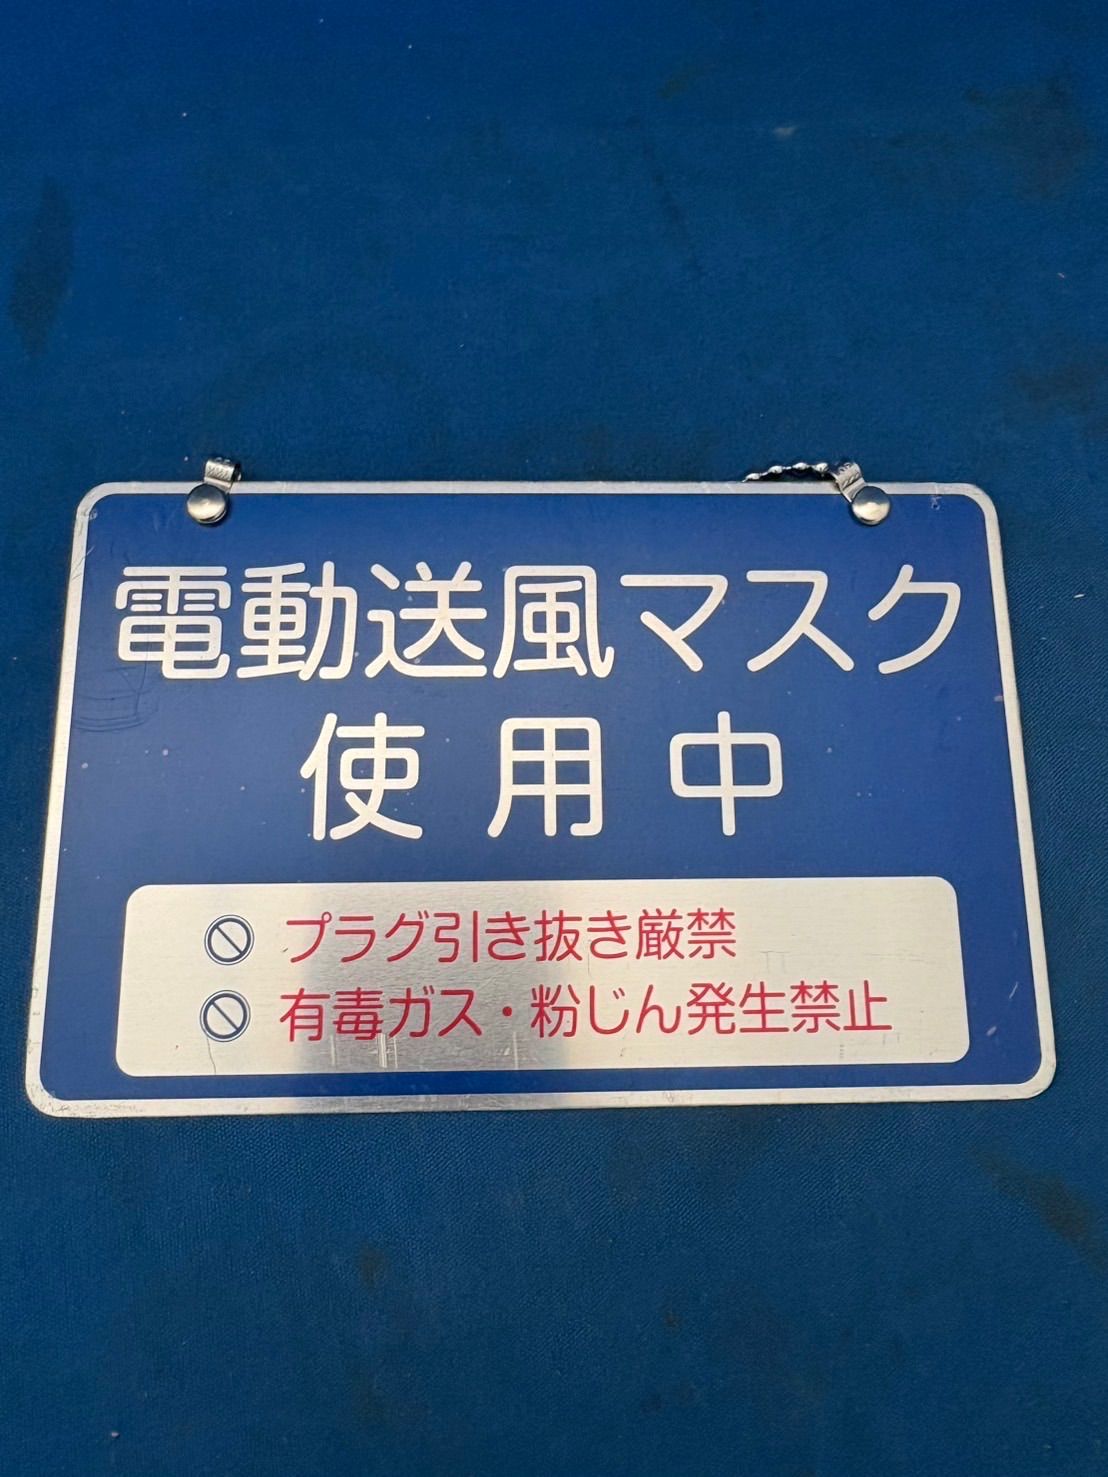 電動送風マスク
使用中
プラグ引き抜き厳禁
有毒ガス・粉じん発生禁止